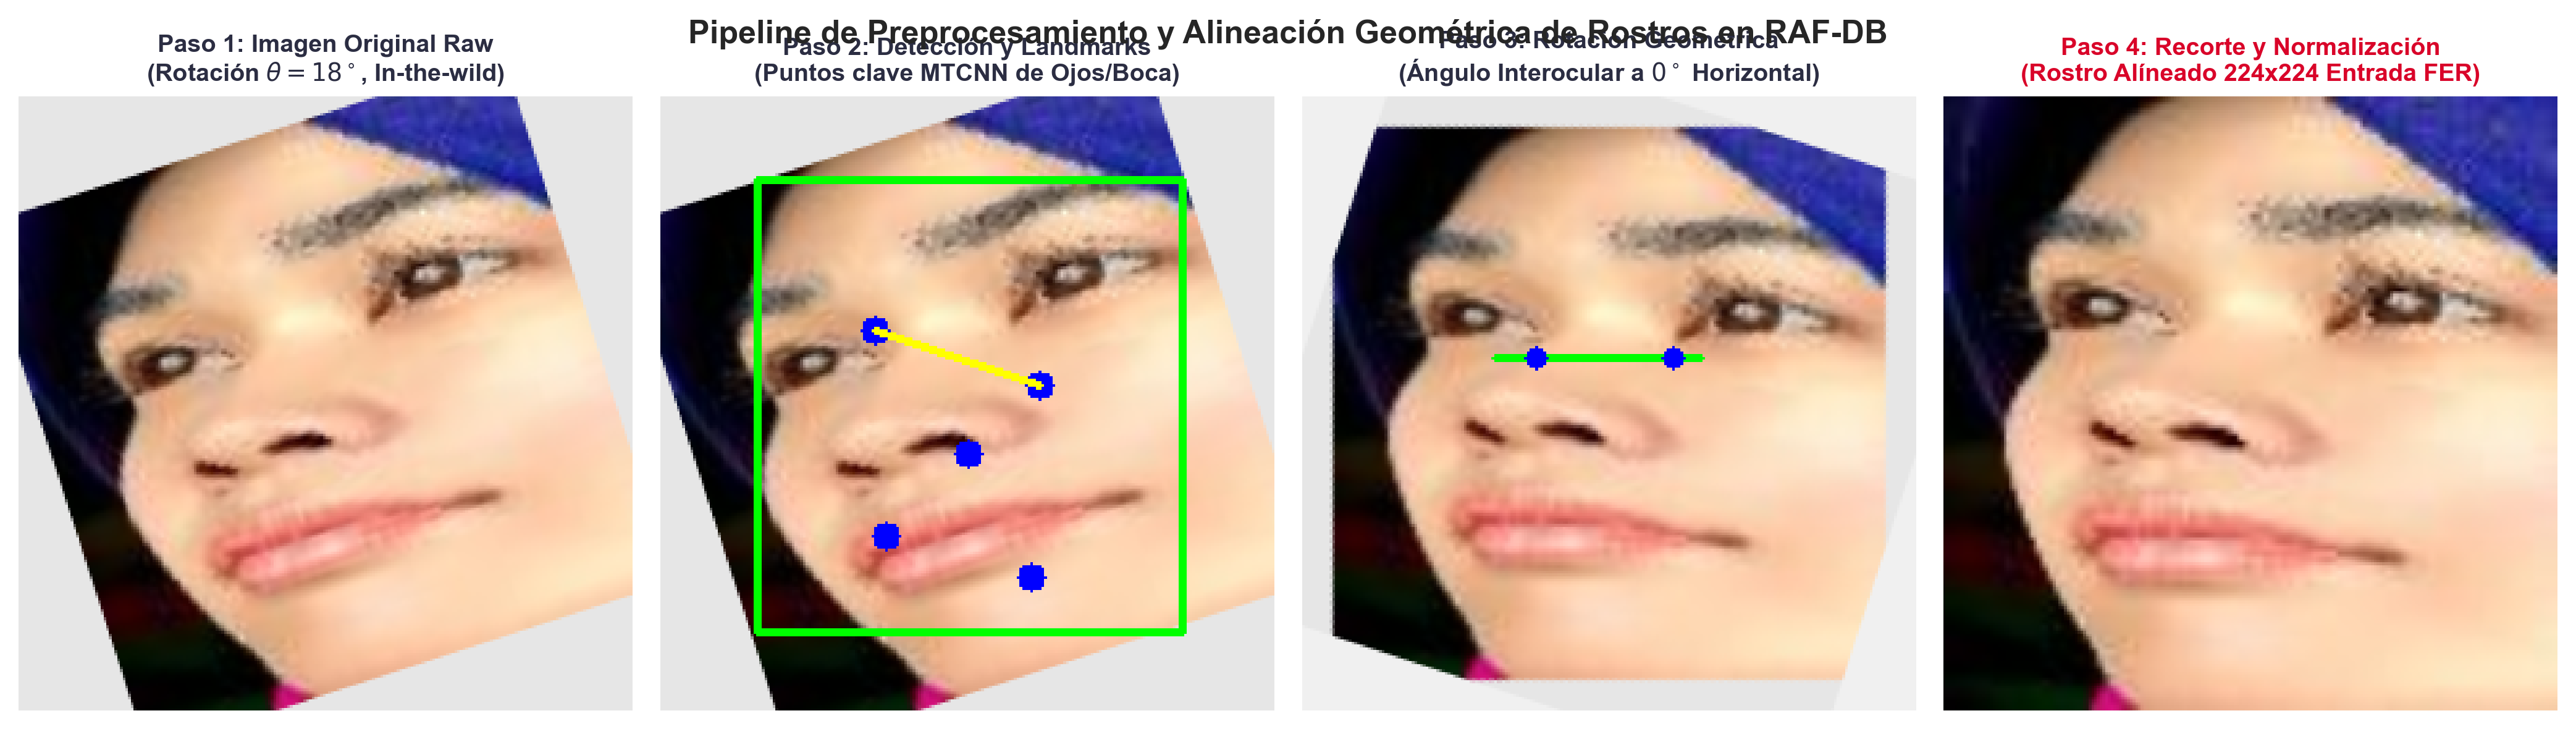 Pipeline de Preprocesamiento y Alineación Geométrica de Rostros en RAF-DB
Paso 1: Imagen Original Raw
(Rotación θ = 18°, In-the-wild)
Paso 2: Detección y Landmarks
(Puntos clave MTCNN de Ojos/Boca)
Paso 3: Rotación Geométrica
(Ángulo Interocular a 0° Horizontal)
Paso 4: Recorte y Normalización
(Rostro Alíneado 224x224 Entrada FER)